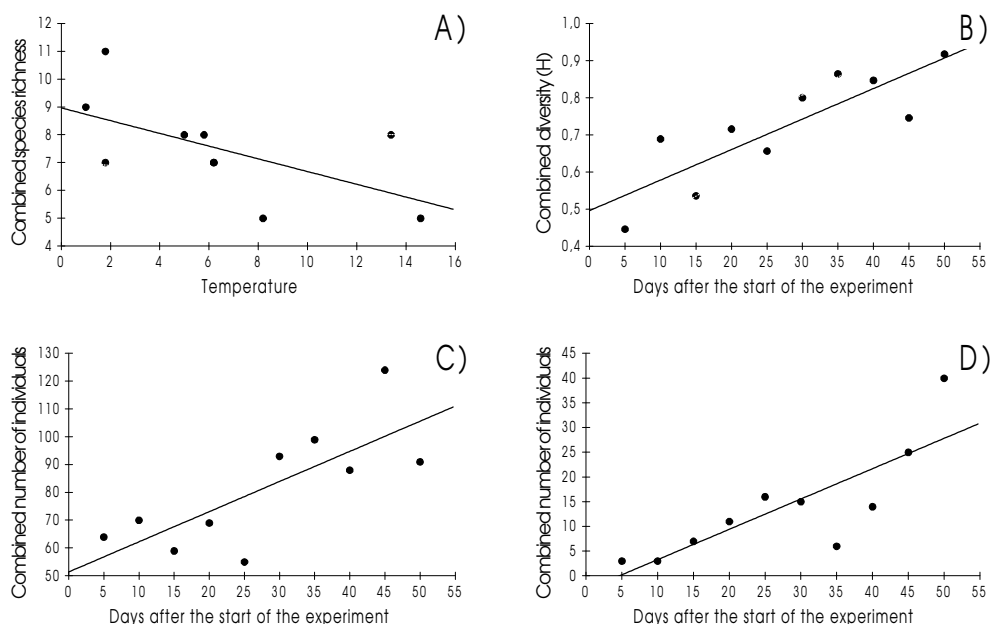 A)
Combined species richness
12
11
10
9
8
7
6
5
4
0 2 4 6 8 10 12 14 16
Temperature
B)
Combined diversity (H)
1,0
0,9
0,8
0,7
0,6
0,5
0,4
0 5 10 15 20 25 30 35 40 45 50 55
Days after the start of the experiment
C)
Combined number of individuals
130
120
110
100
90
80
70
60
50
0 5 10 15 20 25 30 35 40 45 50 55
Days after the start of the experiment
D)
Combined number of individuals
45
40
35
30
25
20
15
10
5
0
0 5 10 15 20 25 30 35 40 45 50 55
Days after the start of the experiment